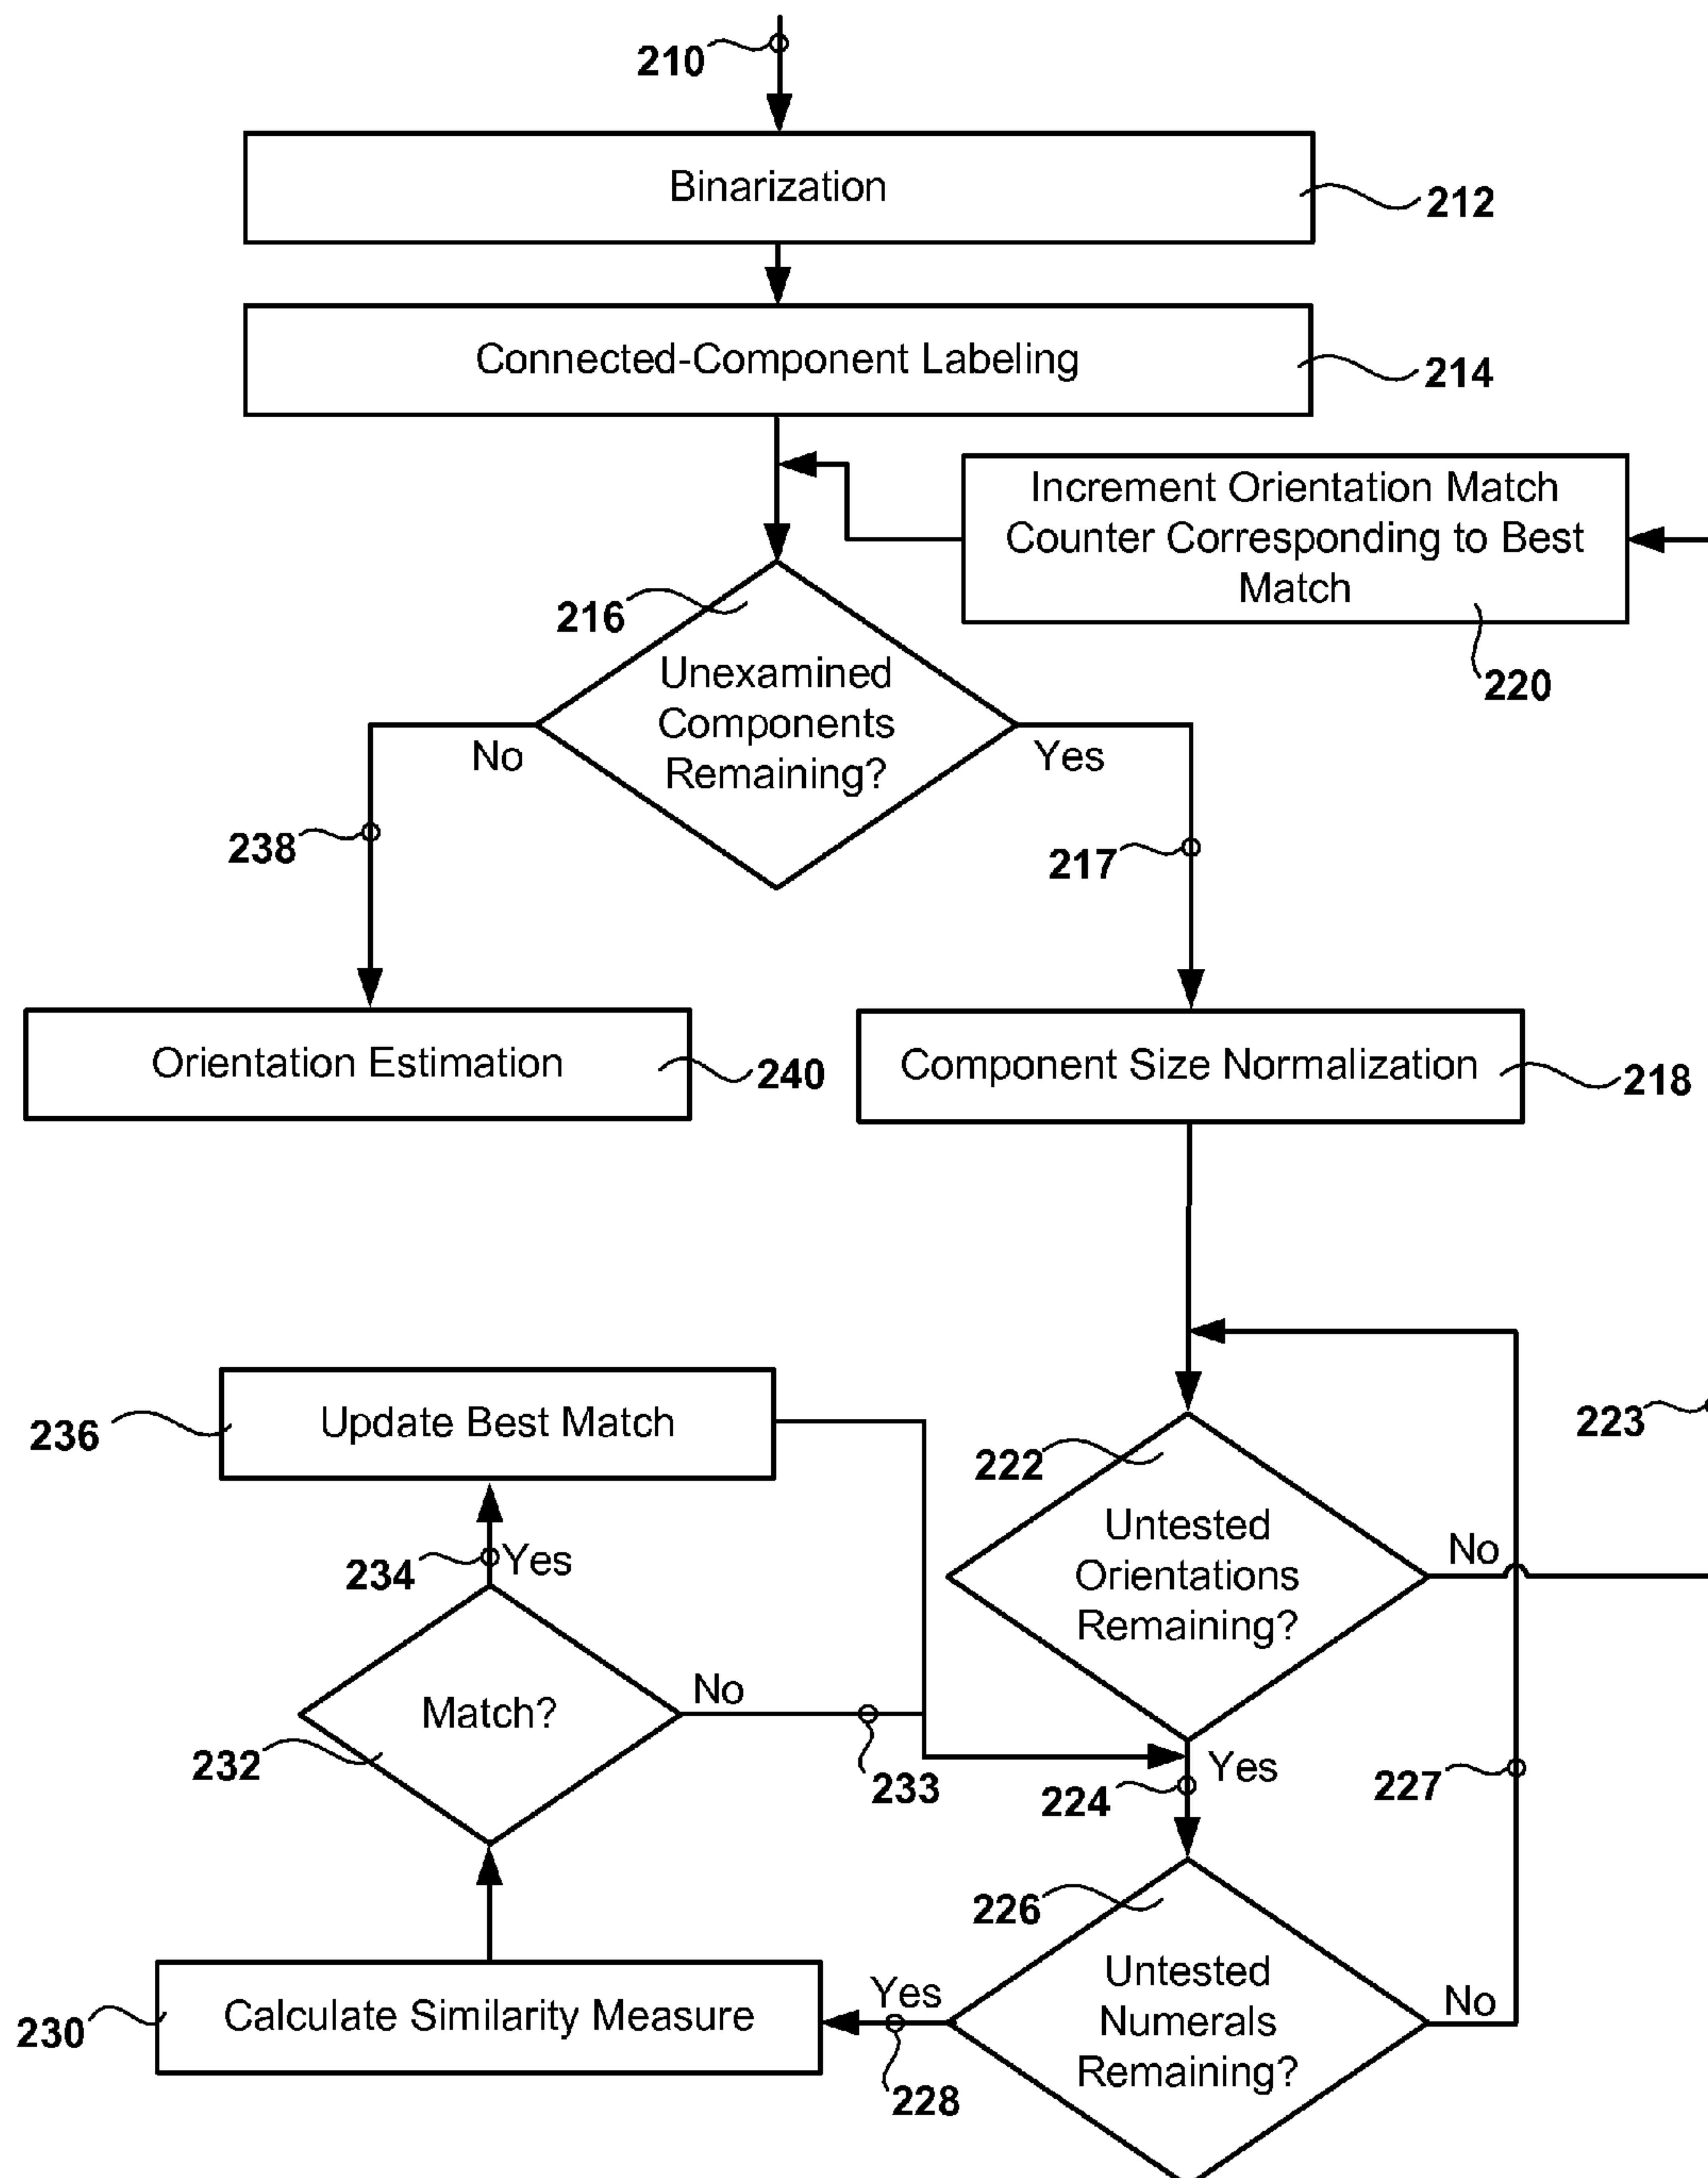 210
Binarization
212
Connected-Component Labeling
214
Increment Orientation Match
Counter Corresponding to Best
Match
220
216
Unexamined
Components
Remaining?
No
Yes
238
217
Orientation Estimation
240
Component Size Normalization
218
236
Update Best Match
223
222
Untested
Orientations
Remaining?
No
234
Yes
Match?
No
232
233
Yes
224
227
226
Untested
Numerals
Remaining?
No
Yes
228
Calculate Similarity Measure
230